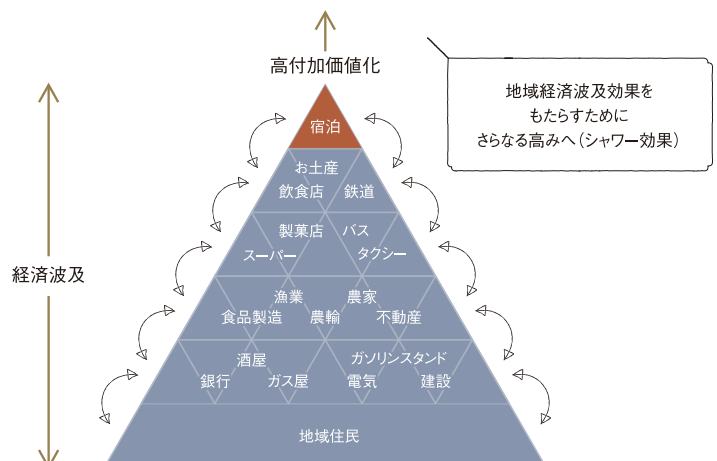 高付加価値化
地域経済波及効果を
もたらすために
さらなる高みへ（シャワー効果）
宿泊
お土産
飲食店 鉄道
製菓店 バス
スーパー タクシー
経済波及
漁業 農家
食品製造 農輸 不動産
酒屋 ガソリンスタンド
銀行 ガス屋 電気 建設
地域住民